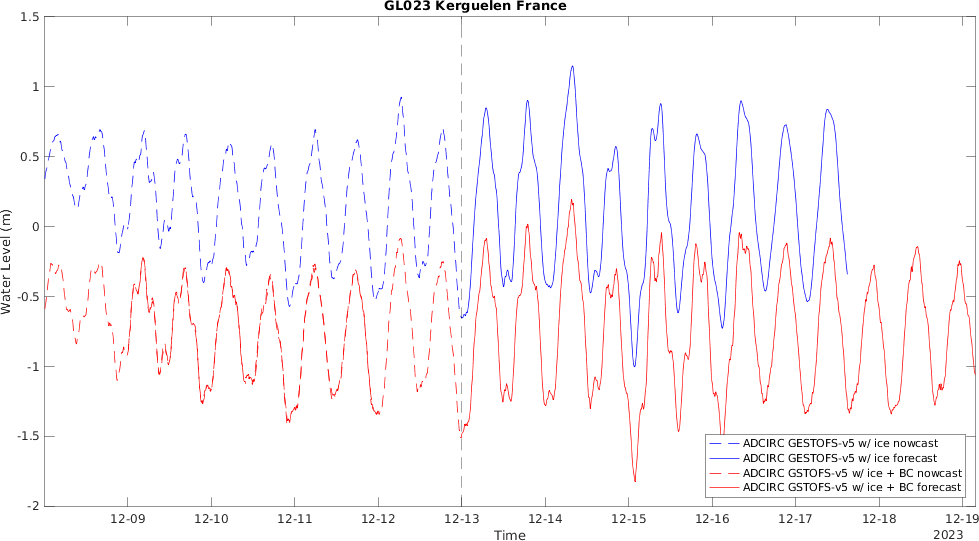 GL023 Kerguelen France
1.5
1
0.5
0
-0.5
-1
-1.5
-2
Water Level (m)
ADCIRC GESTOFS-v5 w/ ice nowcast
ADCIRC GESTOFS-v5 w/ ice forecast
ADCIRC GSTOFS-v5 w/ ice + BC nowcast
ADCIRC GSTOFS-v5 w/ ice + BC forecast
12-09 12-10 12-11 12-12 12-13 12-14 12-15 12-16 12-17 12-18 12-19
Time
2023